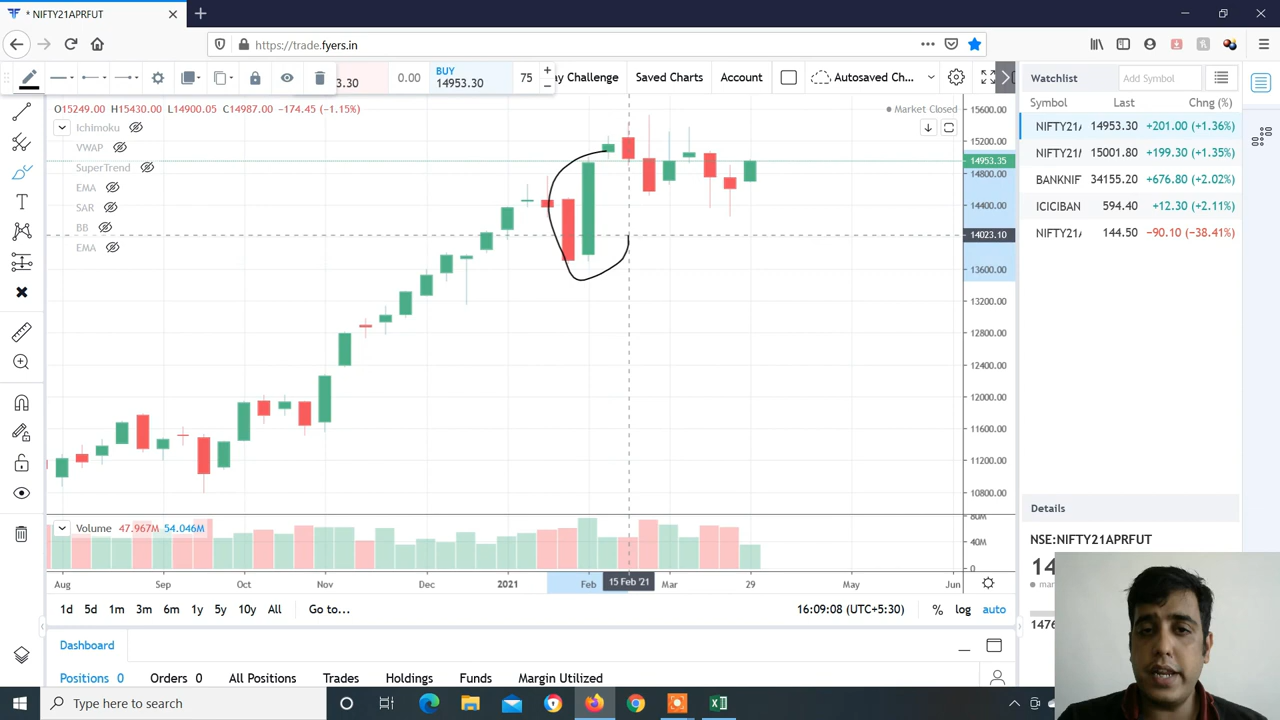 * NIFTY21APRFUT
https://trade.fyers.in
3.30
0.00
BUY
14953.30
75
y Challenge
Saved Charts
Account
Autosaved Ch...
O15249.00 H15430.00 L14900.05 C14987.00 −174.45 (−1.15%)
Market Closed
Ichimoku
VWAP
SuperTrend
EMA
SAR
BB
EMA
15600.00
15200.00
14953.35
14800.00
14400.00
14023.10
13600.00
13200.00
12800.00
12400.00
12000.00
11600.00
11200.00
10800.00
Volume 47.967M 54.046M
80M
40M
0
Aug Sep Oct Nov Dec 2021 Feb 15 Feb '21 Mar 29 May Jun
1d 5d 1m 3m 6m 1y 5y 10y All Go to...
16:09:08 (UTC+5:30) % log auto
Dashboard
Positions 0 Orders 0 All Positions Trades Holdings Funds Margin Utilized
Watchlist
Add Symbol
Symbol Last Chng (%)
NIFTY21 14953.30 +201.00 (+1.36%)
NIFTY21 15001.80 +199.30 (+1.35%)
BANKNIF 34155.20 +676.80 (+2.02%)
ICICIBAN 594.40 +12.30 (+2.11%)
NIFTY21 144.50 −90.10 (−38.41%)
Details
NSE:NIFTY21APRFUT
14
1476
Type here to search